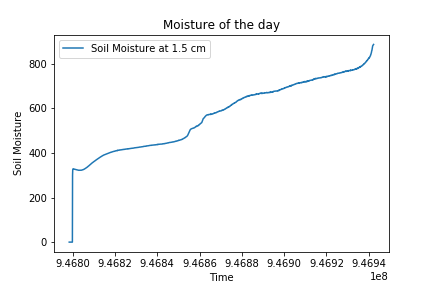 Moisture of the day
Soil Moisture at 1.5 cm
Soil Moisture
800
600
400
200
0
9.4680 9.4682 9.4684 9.4686 9.4688 9.4690 9.4692 9.4694
1e8
Time